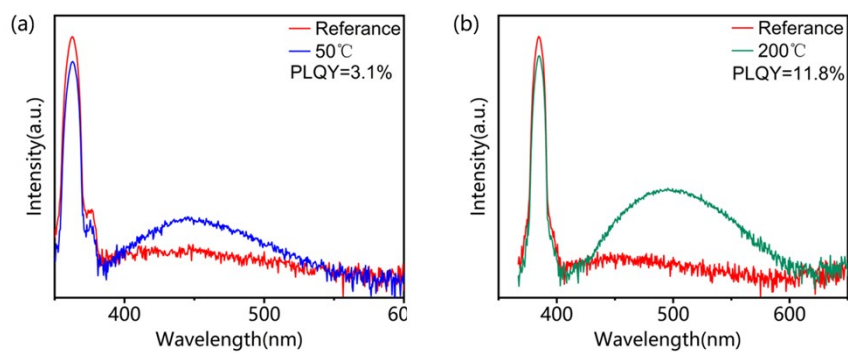 (a)
Referance
50℃
PLQY=3.1%
Intensity(a.u.)
400
500
60
Wavelength(nm)
(b)
Referance
200℃
PLQY=11.8%
Intensity(a.u.)
400
500
600
Wavelength(nm)